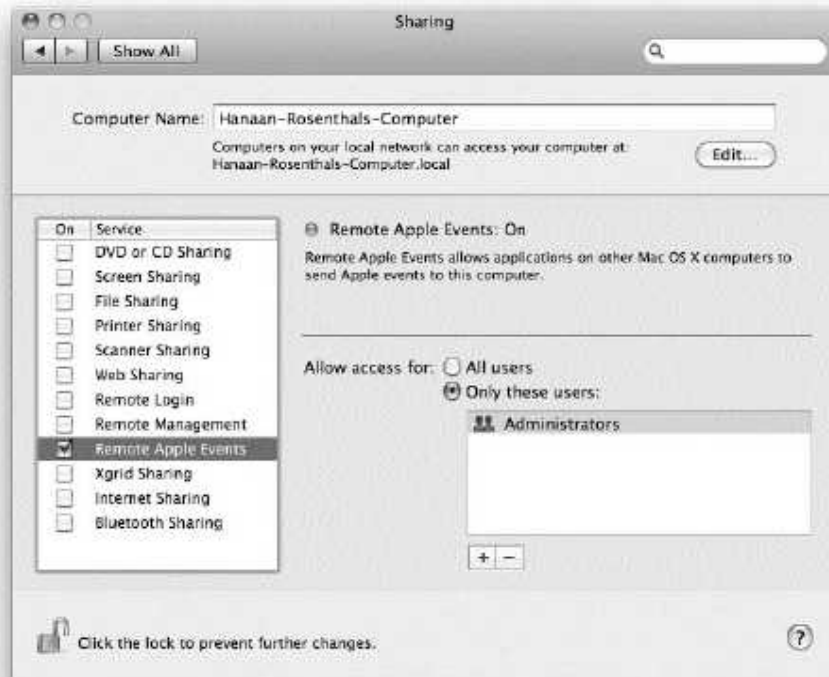 Sharing
Show All
Computer Name: Hanaan-Rosenthals-Computer
Computers on your local network can access your computer at:
Hanaan-Rosenthals-Computer.local
Edit...
On Service
DVD or CD Sharing
Screen Sharing
File Sharing
Printer Sharing
Scanner Sharing
Web Sharing
Remote Login
Remote Management
Remote Apple Events
Xgrid Sharing
Internet Sharing
Bluetooth Sharing
Remote Apple Events: On
Remote Apple Events allows applications on other Mac OS X computers to
send Apple events to this computer.
Allow access for: All users
Only these users:
Administrators
+ −
Click the lock to prevent further changes.
?